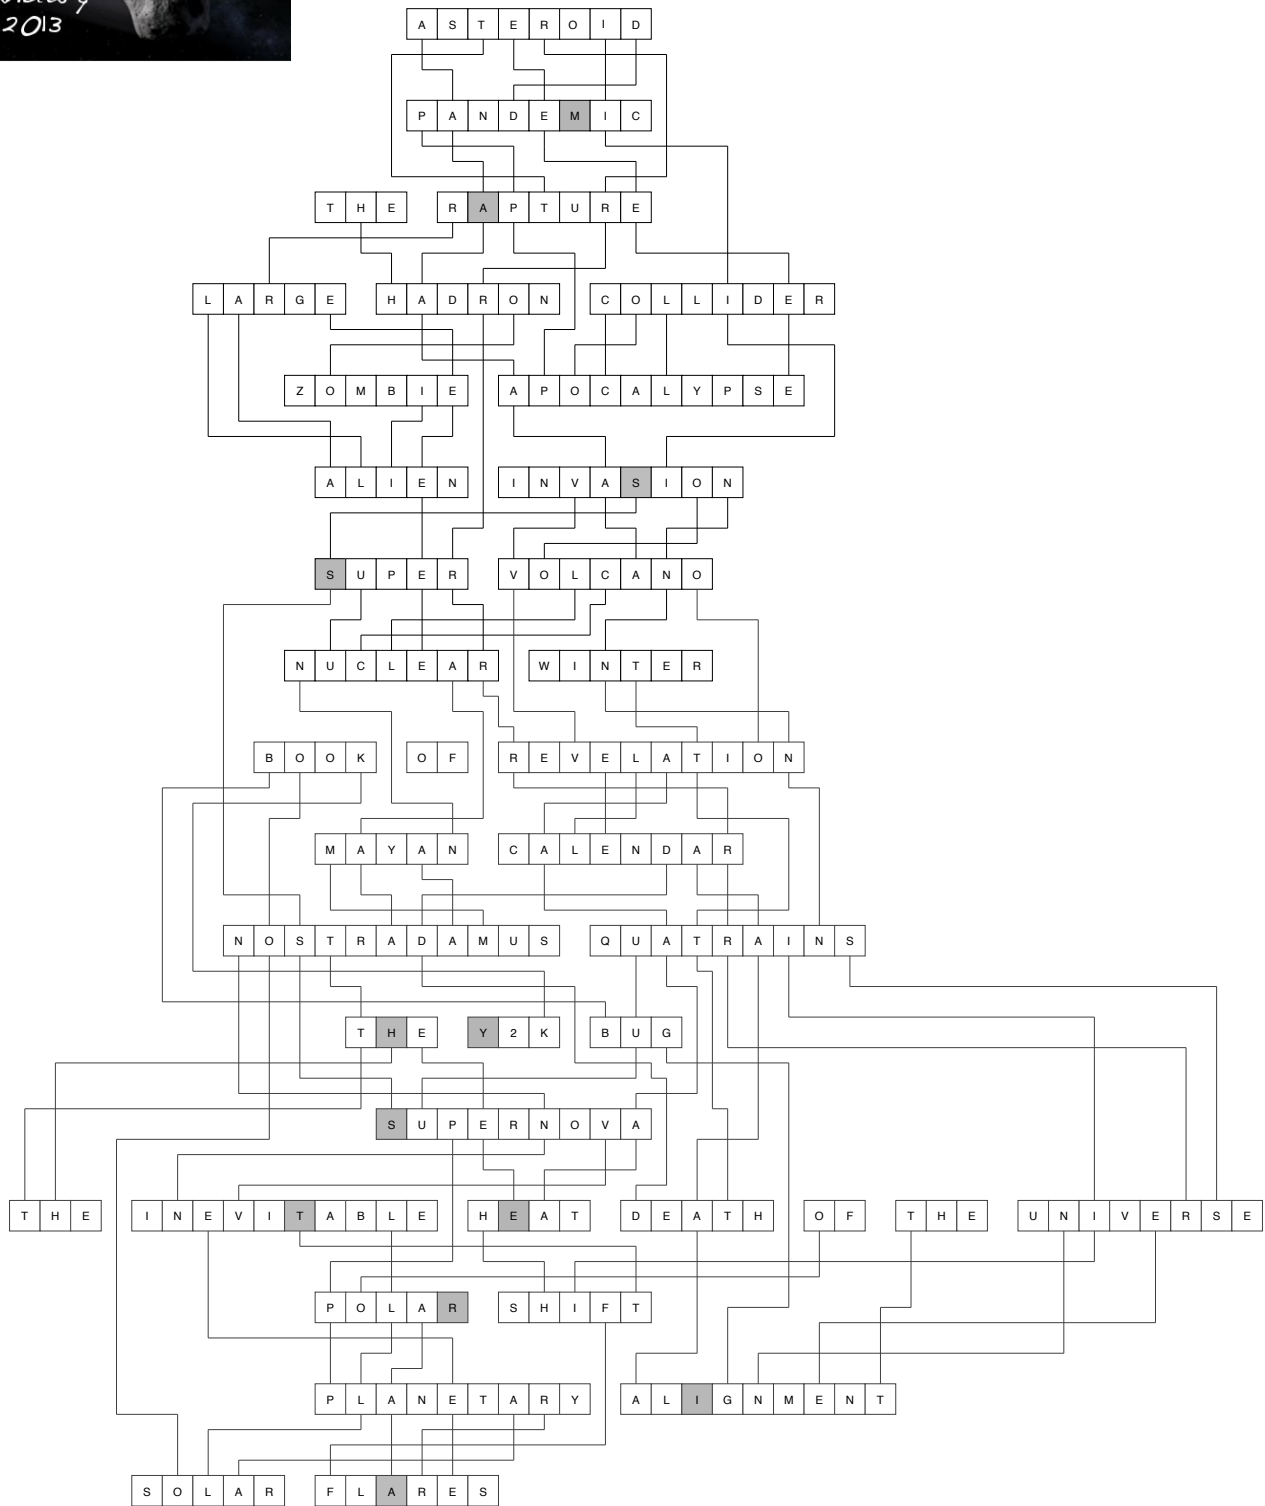 2013
ASTEROID
PANDEMIC
THE RAPTURE
LARGE HADRON COLLIDER
ZOMBIE APOCALYPSE
ALIEN INVASION
SUPER VOLCANO
NUCLEAR WINTER
BOOK OF REVELATION
MAYAN CALENDAR
NOSTRADAMUS QUATRAINS
THE Y2K BUG
SUPERNOVA
THE INEVITABLE HEAT DEATH OF THE UNIVERSE
POLAR SHIFT
PLANETARY ALIGNMENT
SOLAR FLARES